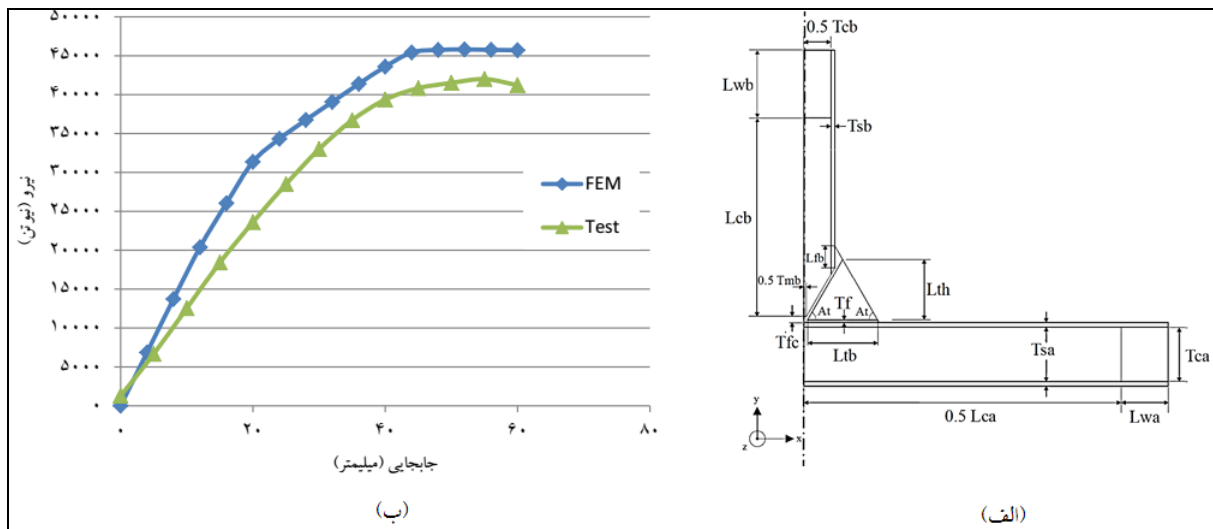 ۵۰۰۰۰
۴۵۰۰۰
۴۰۰۰۰
۳۵۰۰۰
۳۰۰۰۰
۲۵۰۰۰
۲۰۰۰۰
۱۵۰۰۰
۱۰۰۰۰
۵۰۰۰
۰
نیرو (نیوتن)
FEM
Test
۰ ۲۰ ۴۰ ۶۰ ۸۰
جابجایی (میلیمتر)
(ب)
0.5 Tcb
Lwb
Tsb
Lcb
Lfb
0.5 Tmb
Lth
Tf
At At
Tfc
Ltb
Tsa
Tca
0.5 Lca
Lwa
y
z
x
(الف)